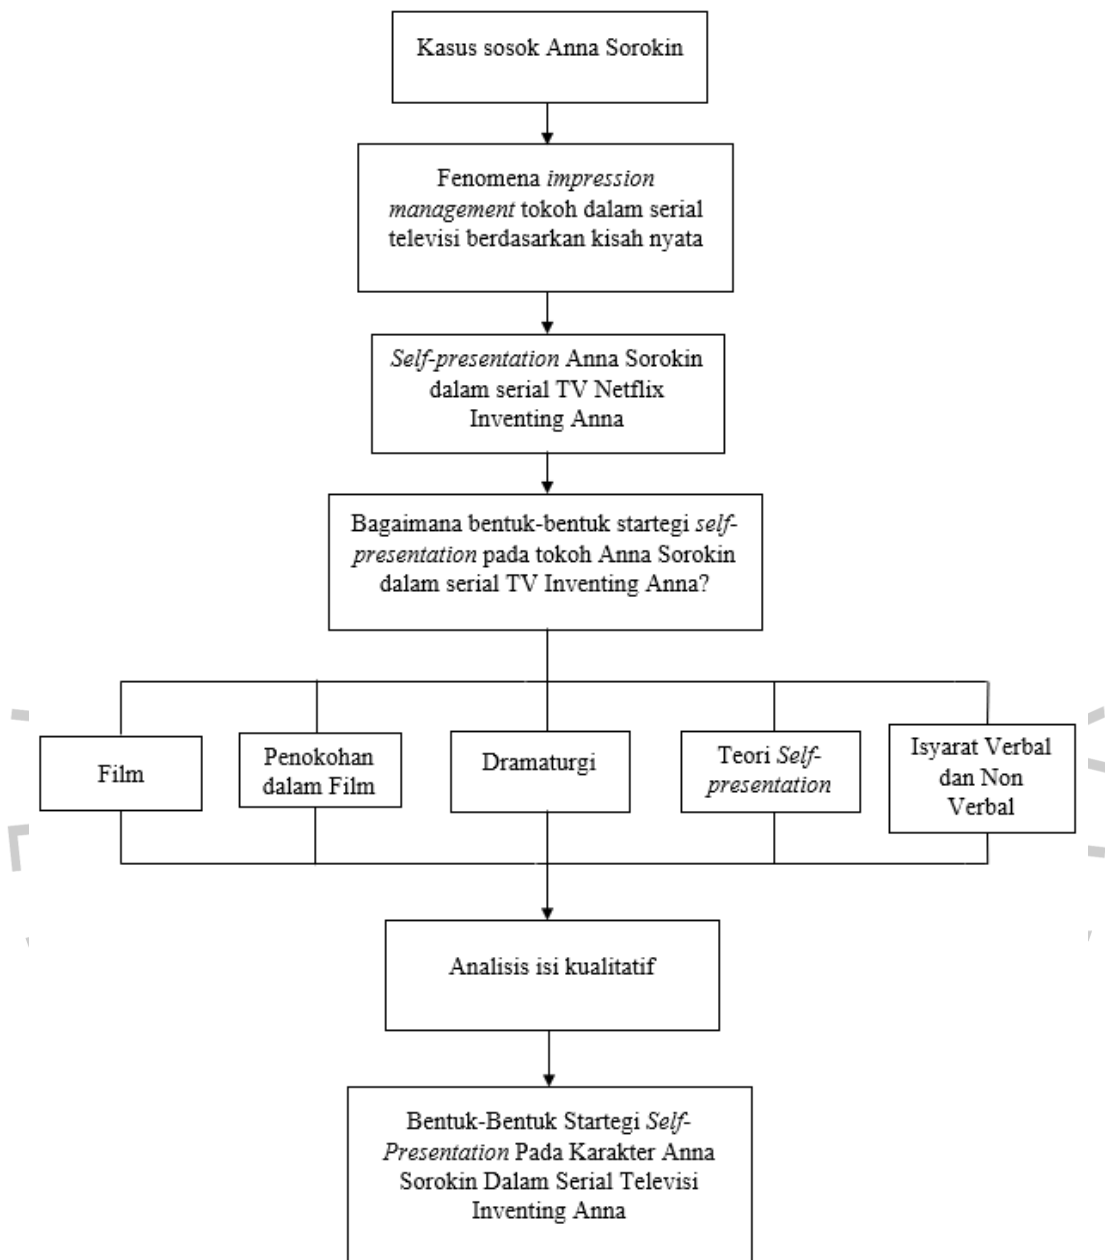 Kasus sosok Anna Sorokin
Fenomena impression
management tokoh dalam serial
televisi berdasarkan kisah nyata
Self-presentation Anna Sorokin
dalam serial TV Netflix
Inventing Anna
Bagaimana bentuk-bentuk startegi self-
presentation pada tokoh Anna Sorokin
dalam serial TV Inventing Anna?
Film
Penokohan
dalam Film
Dramaturgi
Teori Self-
presentation
Isyarat Verbal
dan Non
Verbal
Analisis isi kualitatif
Bentuk-Bentuk Startegi Self-
Presentation Pada Karakter Anna
Sorokin Dalam Serial Televisi
Inventing Anna